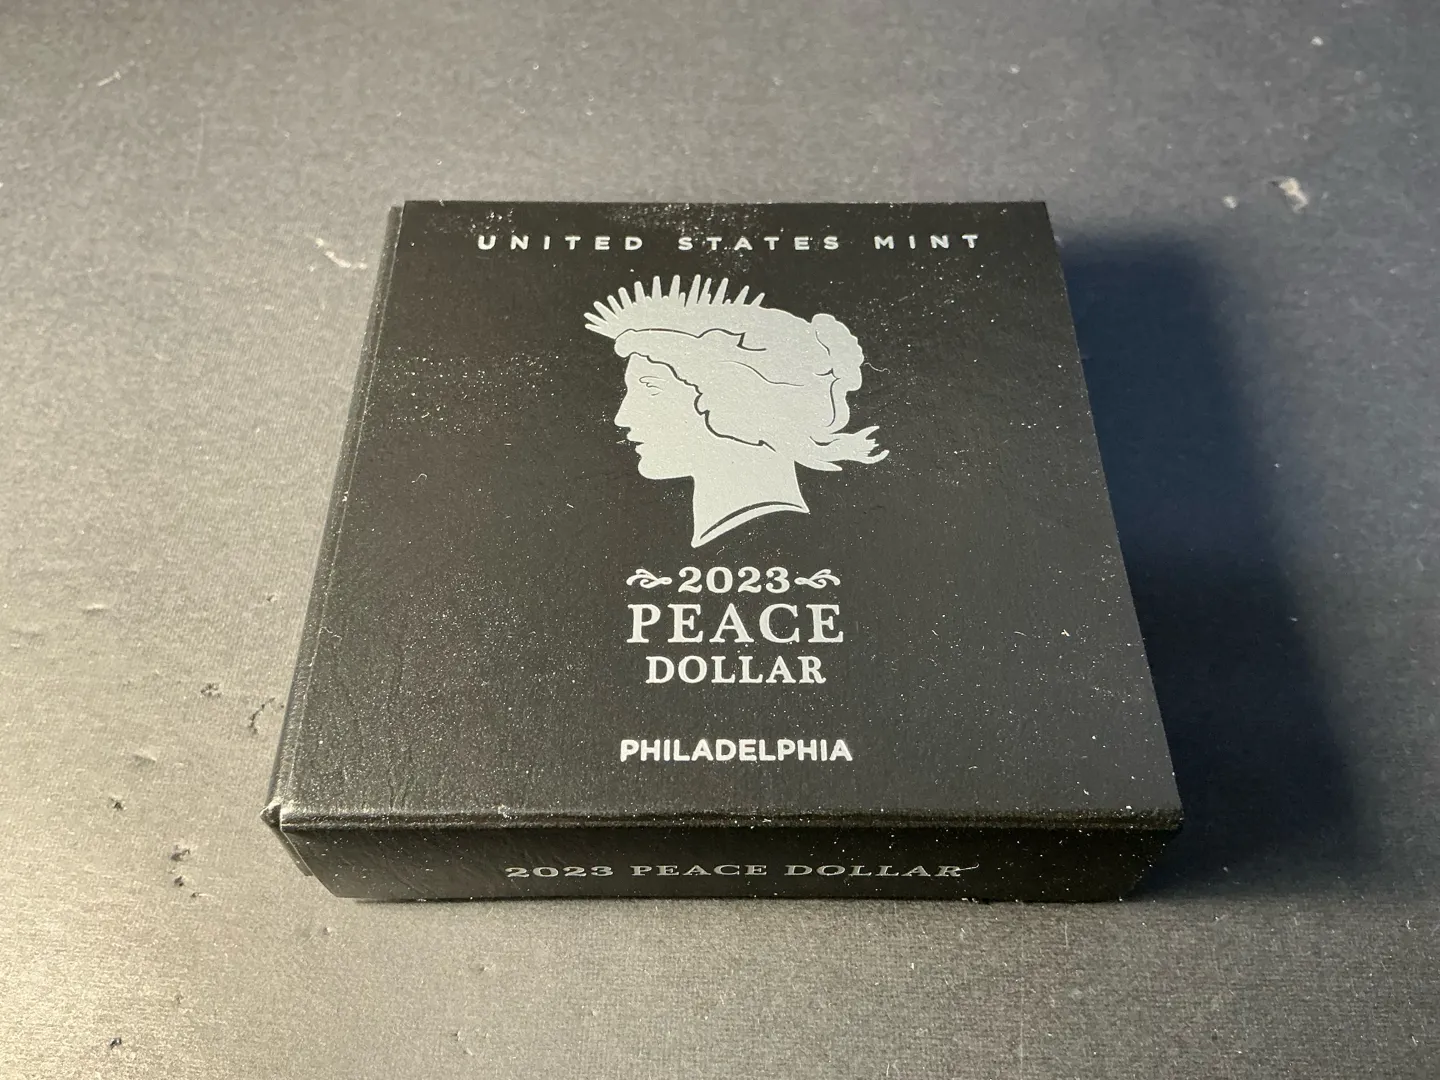 UNITED STATES MINT
2023
PEACE
DOLLAR
PHILADELPHIA
2023 PEACE DOLLAR